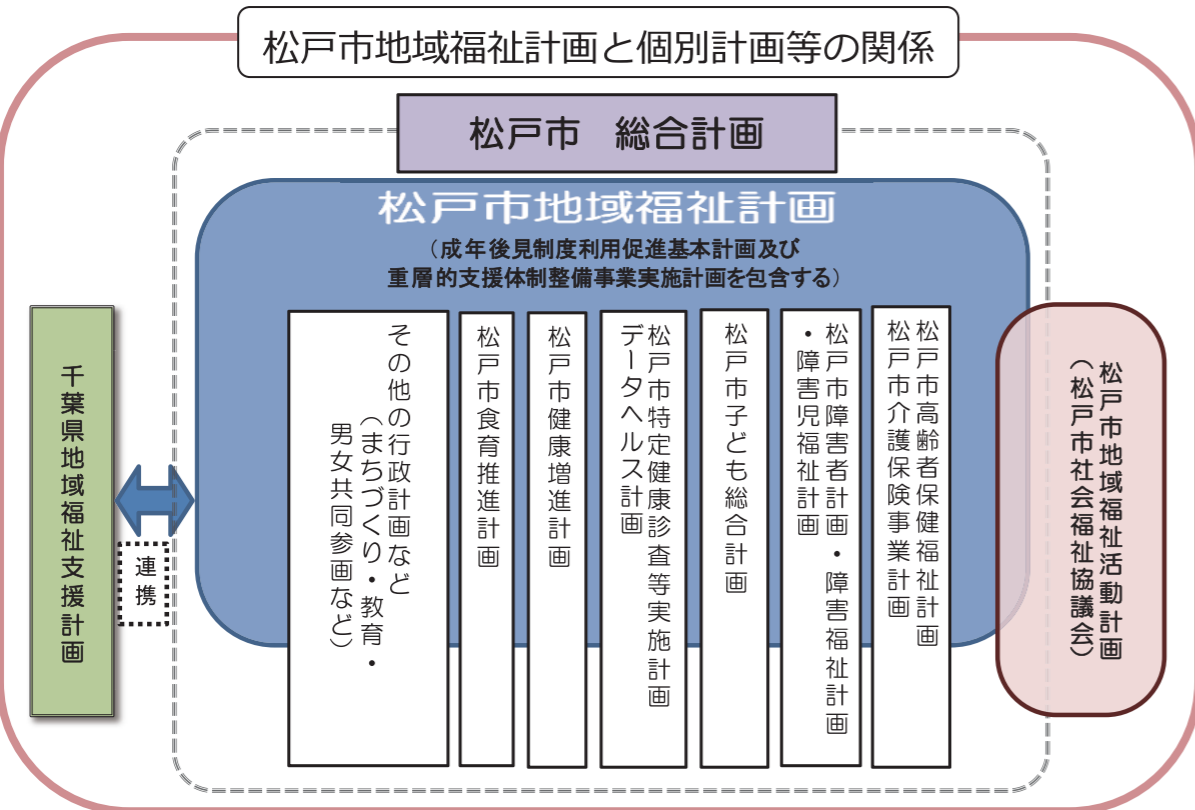 松戸市地域福祉計画と個別計画等の関係
松戸市　総合計画
松戸市地域福祉計画
（成年後見制度利用促進基本計画及び
重層的支援体制整備事業実施計画を包含する）
松戸市高齢者保健福祉計画
松戸市介護保険事業計画
松戸市障害者計画・障害福祉計画
・障害児福祉計画
松戸市子ども総合計画
松戸市特定健康診査等実施計画
データヘルス計画
松戸市健康増進計画
松戸市食育推進計画
その他の行政計画など
（まちづくり・教育・
男女共同参画など）
千葉県地域福祉支援計画
連携
松戸市地域福祉活動計画
（松戸市社会福祉協議会）